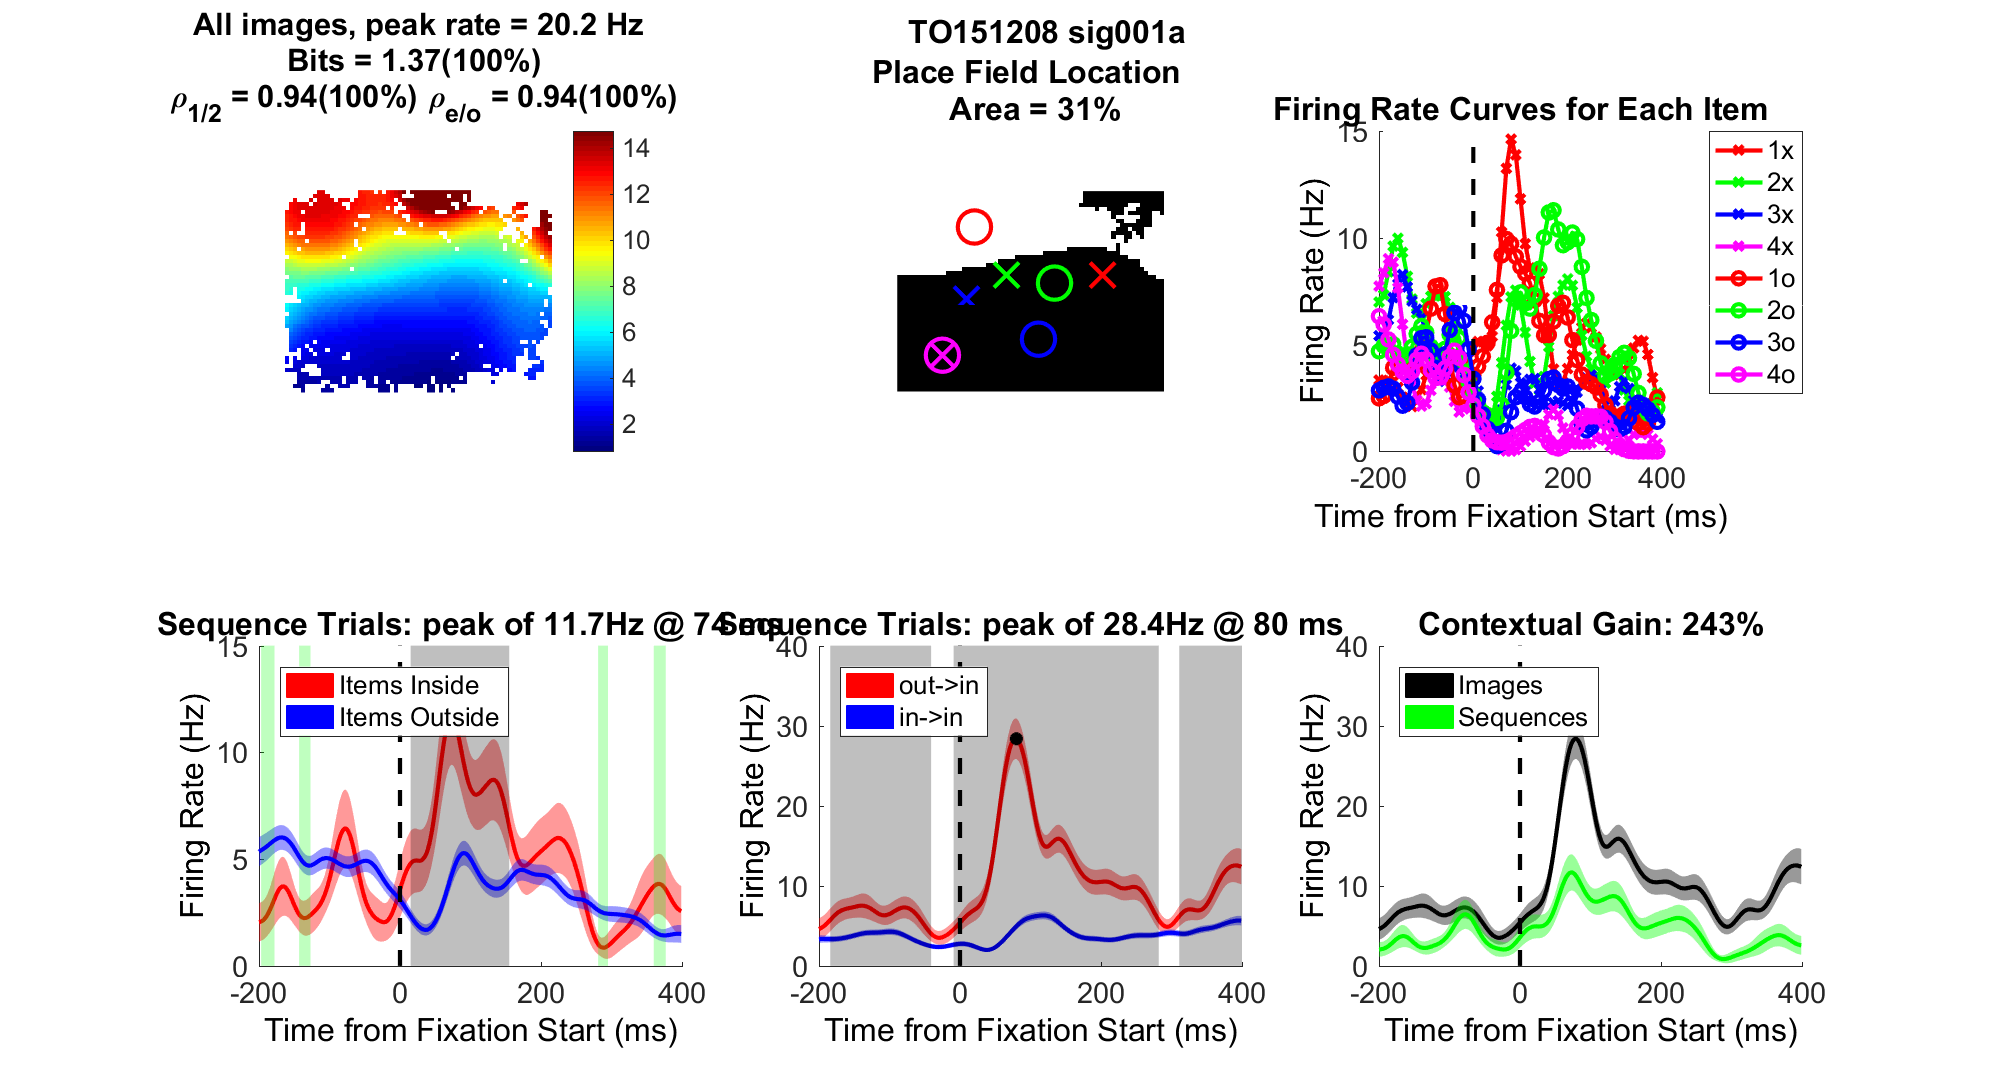 All images, peak rate = 20.2 Hz
Bits = 1.37(100%)
ρ1/2 = 0.94(100%) ρe/o = 0.94(100%)
14
12
10
8
6
4
2
TO151208 sig001a
Place Field Location
Area = 31%
Firing Rate Curves for Each Item
Firing Rate (Hz)
15
10
5
0
-200 0 200 400
Time from Fixation Start (ms)
1x
2x
3x
4x
1o
2o
3o
4o
Sequence Trials: peak of 11.7Hz @ 74 ms
Firing Rate (Hz)
15
10
5
0
Items Inside
Items Outside
-200 0 200 400
Time from Fixation Start (ms)
Sequence Trials: peak of 28.4Hz @ 80 ms
Firing Rate (Hz)
40
30
20
10
0
out->in
in->in
-200 0 200 400
Time from Fixation Start (ms)
Contextual Gain: 243%
Firing Rate (Hz)
40
30
20
10
0
Images
Sequences
-200 0 200 400
Time from Fixation Start (ms)